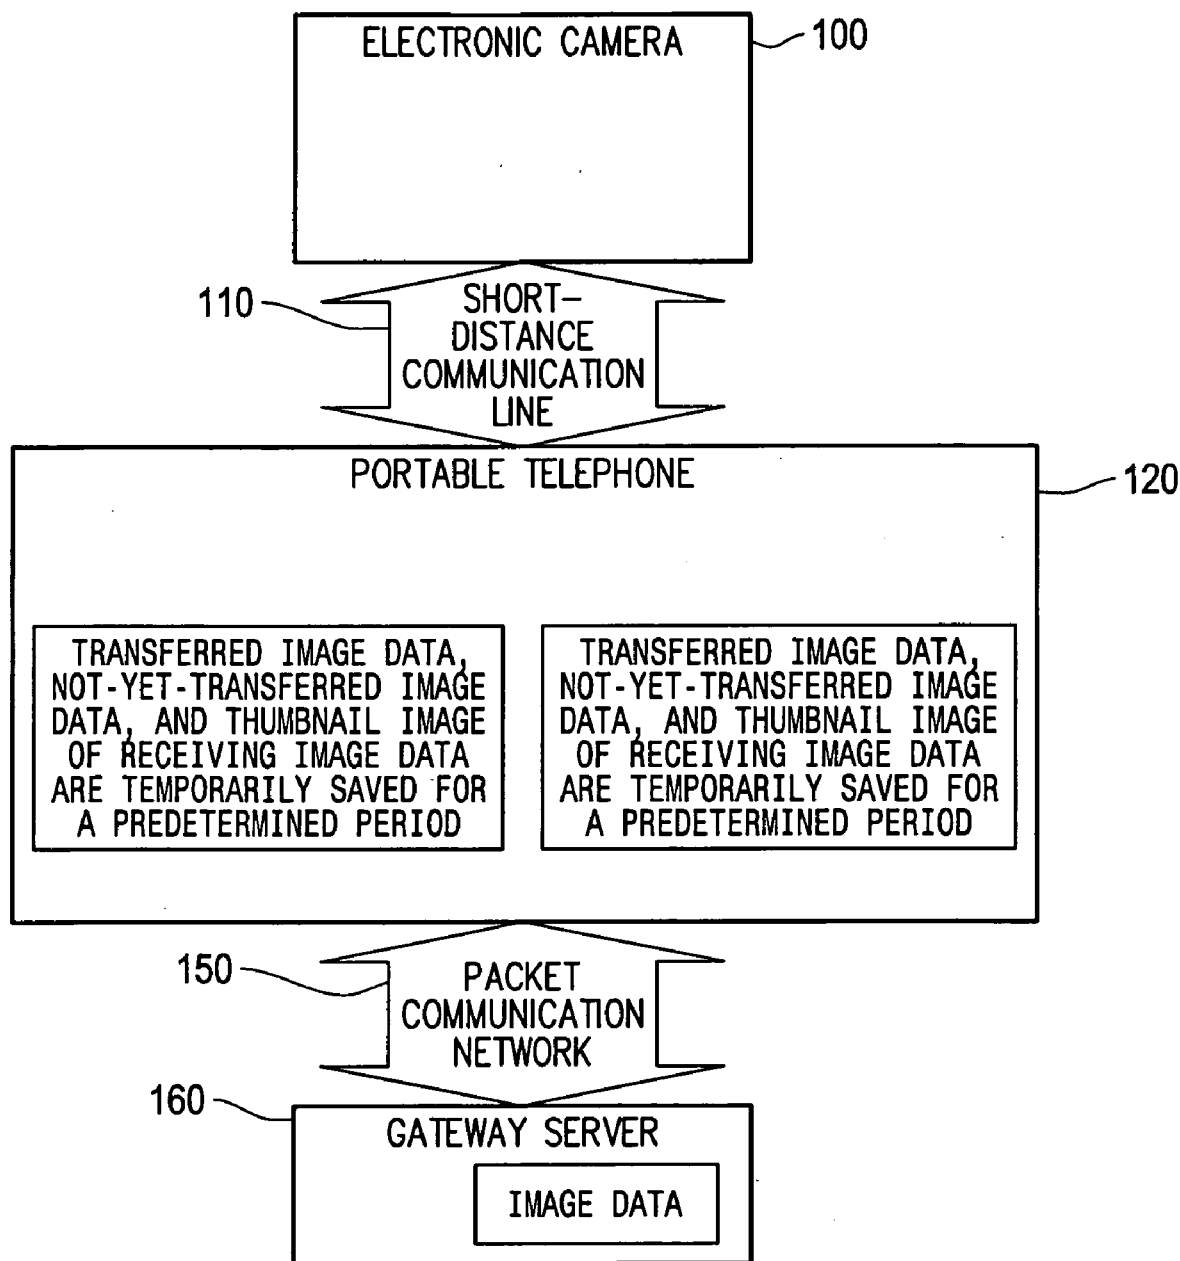 ELECTRONIC CAMERA
100
110
SHORT-
DISTANCE
COMMUNICATION
LINE
PORTABLE TELEPHONE
120
TRANSFERRED IMAGE DATA,
NOT-YET-TRANSFERRED IMAGE
DATA, AND THUMBNAIL IMAGE
OF RECEIVING IMAGE DATA
ARE TEMPORARILY SAVED FOR
A PREDETERMINED PERIOD
TRANSFERRED IMAGE DATA,
NOT-YET-TRANSFERRED IMAGE
DATA, AND THUMBNAIL IMAGE
OF RECEIVING IMAGE DATA
ARE TEMPORARILY SAVED FOR
A PREDETERMINED PERIOD
150
PACKET
COMMUNICATION
NETWORK
160
GATEWAY SERVER
IMAGE DATA